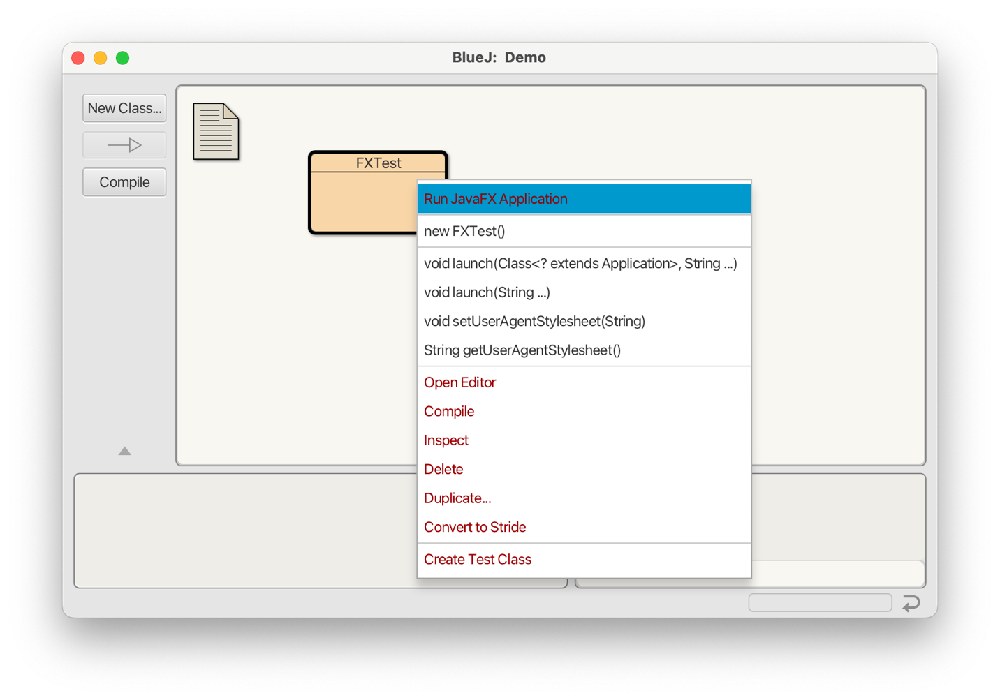 BlueJ:  Demo
New Class...
Compile
FXTest
Run JavaFX Application
new FXTest()
void launch(Class<? extends Application>, String ...)
void launch(String ...)
void setUserAgentStylesheet(String)
String getUserAgentStylesheet()
Open Editor
Compile
Inspect
Delete
Duplicate...
Convert to Stride
Create Test Class